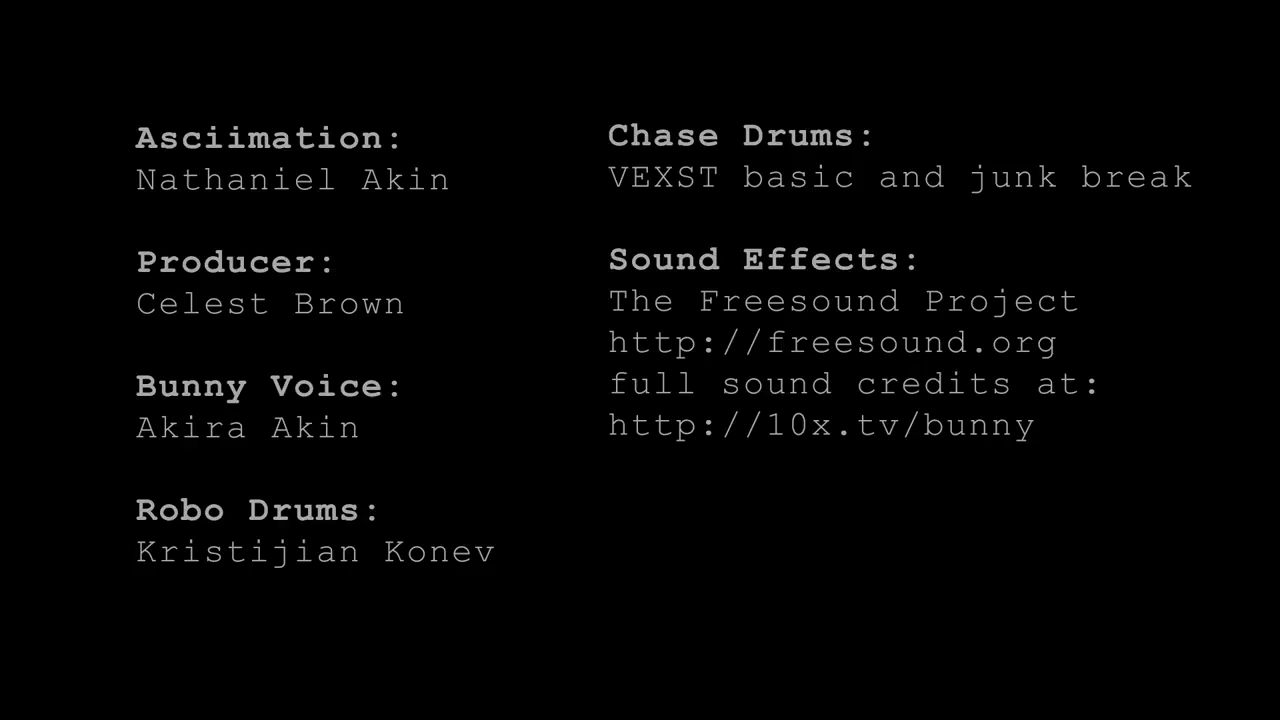 Asciimation:
Nathaniel Akin
Producer:
Celest Brown
Bunny Voice:
Akira Akin
Robo Drums:
Kristijian Konev
Chase Drums:
VEXST basic and junk break
Sound Effects:
The Freesound Project
http://freesound.org
full sound credits at:
http://10x.tv/bunny